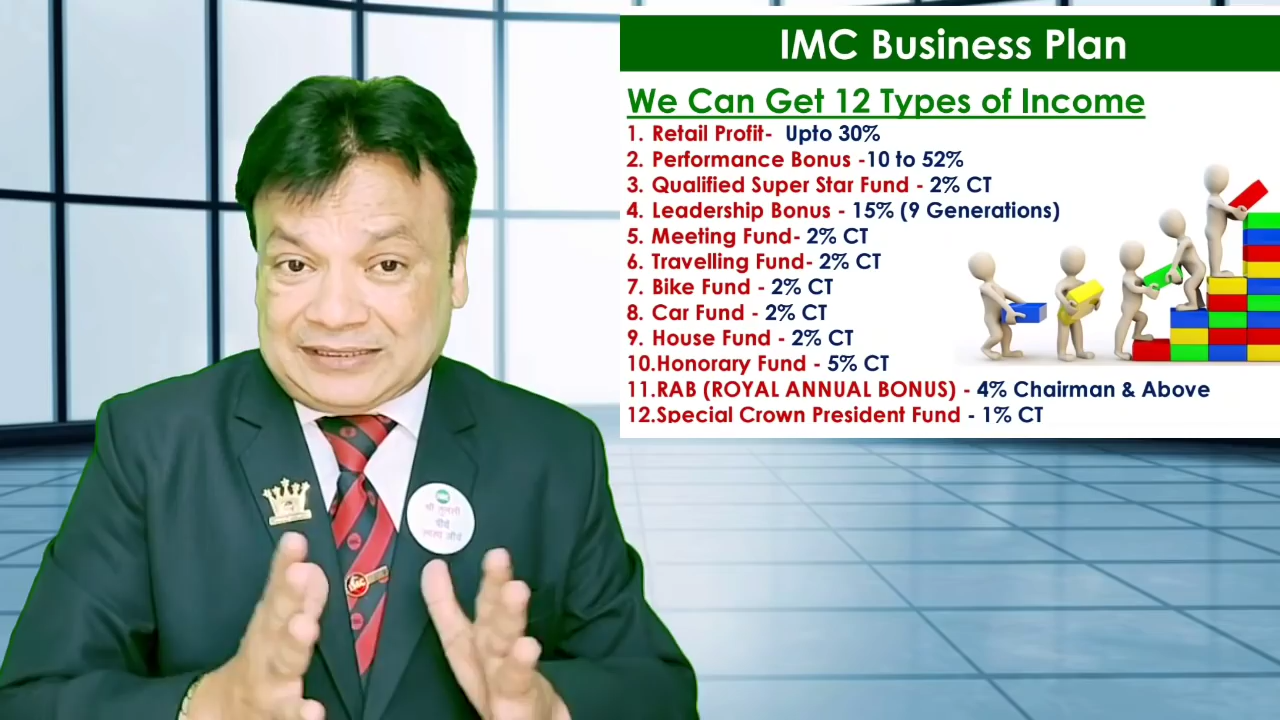 IMC Business Plan
We Can Get 12 Types of Income
1. Retail Profit- Upto 30%
2. Performance Bonus -10 to 52%
3. Qualified Super Star Fund - 2% CT
4. Leadership Bonus - 15% (9 Generations)
5. Meeting Fund- 2% CT
6. Travelling Fund- 2% CT
7. Bike Fund - 2% CT
8. Car Fund - 2% CT
9. House Fund - 2% CT
10.Honorary Fund - 5% CT
11.RAB (ROYAL ANNUAL BONUS) - 4% Chairman & Above
12.Special Crown President Fund - 1% CT
श्री तुलसी
पीयें